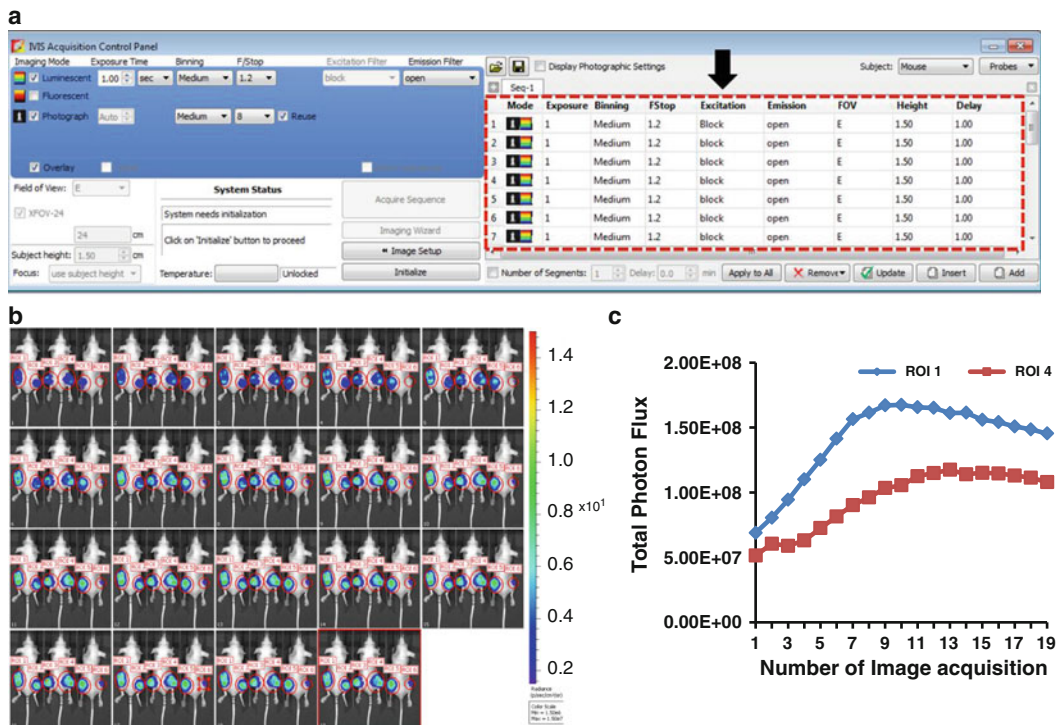 a
IVIS Acquisition Control Panel
Imaging Mode Exposure Time Binning F/Stop Excitation Filter Emission Filter
Luminescent 1.00 sec Medium 1.2 block open
Fluorescent
Photograph Auto Medium 8 Reuse
Overlay
Field of View: E
XFOV-24
24 cm
Subject height: 1.50 cm
Focus: use subject height
System Status
System needs initialization
Click on 'Initialize' button to proceed
Temperature: Unlocked
Acquire Sequence
Imaging Wizard
Image Setup
Initialize
Display Photographic Settings
Subject: Mouse Probes
Seq-1
Mode Exposure Binning FStop Excitation Emission FOV Height Delay
1 1 Medium 1.2 Block open E 1.50 1.00
2 1 Medium 1.2 block open E 1.50 1.00
3 1 Medium 1.2 block open E 1.50 1.00
4 1 Medium 1.2 block open E 1.50 1.00
5 1 Medium 1.2 block open E 1.50 1.00
6 1 Medium 1.2 block open E 1.50 1.00
7 1 Medium 1.2 block open E 1.50 1.00
Number of Segments: 1 Delay: 0.0 min Apply to All Remove Update Insert Add
b
1.4
1.2
1.0
0.8 x10¹
0.6
0.4
0.2
Radiance
Color Scale
c
Total Photon Flux
2.00E+08
1.50E+08
1.00E+08
5.00E+07
0.00E+00
ROI 1 ROI 4
1 3 5 7 9 11 13 15 17 19
Number of Image acquisition